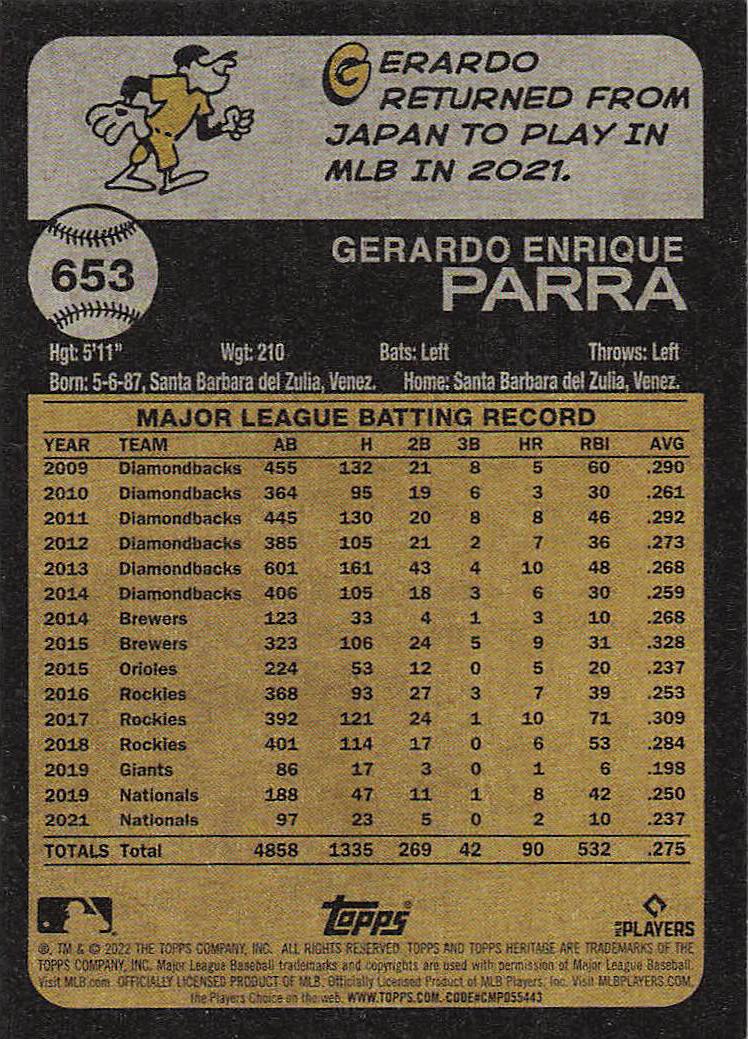 GERARDO
RETURNED FROM
JAPAN TO PLAY IN
MLB IN 2021.
653
GERARDO ENRIQUE
PARRA
Hgt: 5'11" Wgt: 210 Bats: Left Throws: Left
Born: 5-6-87, Santa Barbara del Zulia, Venez. Home: Santa Barbara del Zulia, Venez.
MAJOR LEAGUE BATTING RECORD
YEAR TEAM AB H 2B 3B HR RBI AVG
2009 Diamondbacks 455 132 21 8 5 60 .290
2010 Diamondbacks 364 95 19 6 3 30 .261
2011 Diamondbacks 445 130 20 8 8 46 .292
2012 Diamondbacks 385 105 21 2 7 36 .273
2013 Diamondbacks 601 161 43 4 10 48 .268
2014 Diamondbacks 406 105 18 3 6 30 .259
2014 Brewers 123 33 4 1 3 10 .268
2015 Brewers 323 106 24 5 9 31 .328
2015 Orioles 224 53 12 0 5 20 .237
2016 Rockies 368 93 27 3 7 39 .253
2017 Rockies 392 121 24 1 10 71 .309
2018 Rockies 401 114 17 0 6 53 .284
2019 Giants 86 17 3 0 1 6 .198
2019 Nationals 188 47 11 1 8 42 .250
2021 Nationals 97 23 5 0 2 10 .237
TOTALS Total 4858 1335 269 42 90 532 .275
topps® MLB PLAYERS
®, TM & © 2022 THE TOPPS COMPANY, INC. ALL RIGHTS RESERVED. TOPPS AND TOPPS HERITAGE ARE TRADEMARKS OF THE
TOPPS COMPANY, INC. Major League Baseball trademarks and copyrights are used with permission of Major League Baseball.
Visit MLB.com. OFFICIALLY LICENSED PRODUCT OF MLB. Officially Licensed Product of MLB Players, Inc. Visit MLBPLAYERS.COM,
the Players Choice on the web. WWW.TOPPS.COM. CODE#CMP055443